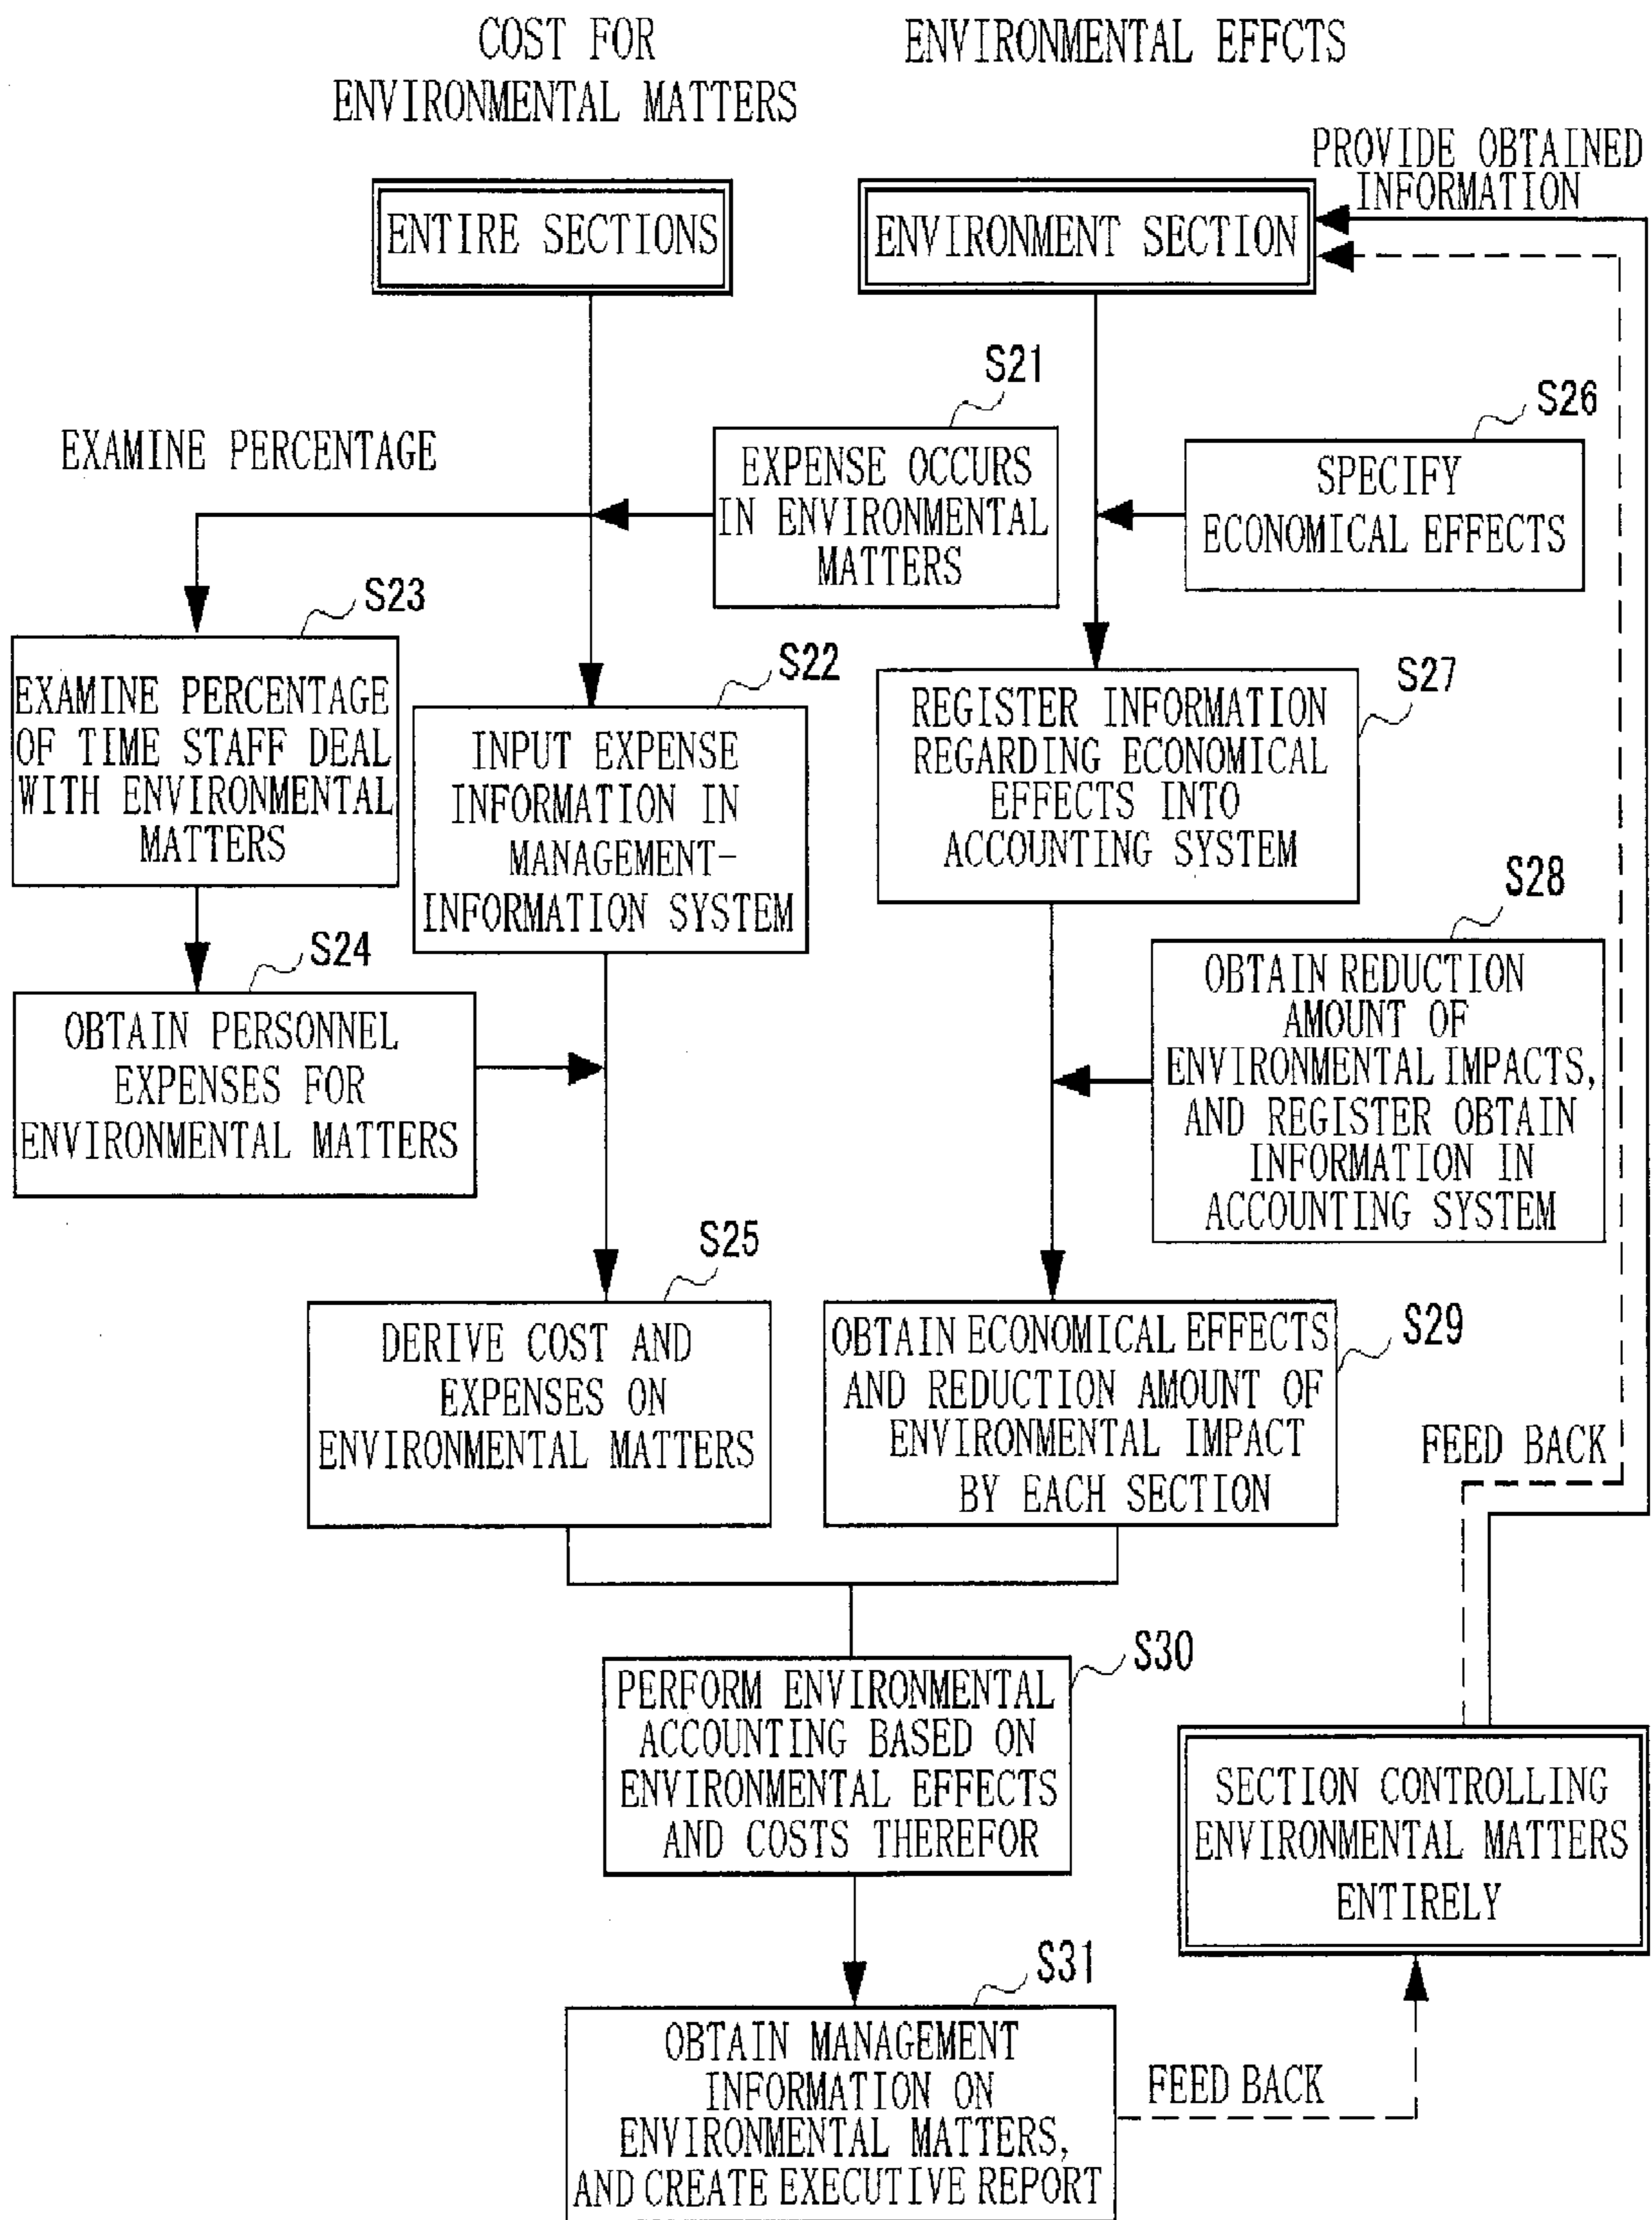 COST FOR
ENVIRONMENTAL MATTERS
ENVIRONMENTAL EFFCTS
PROVIDE OBTAINED
INFORMATION
ENTIRE SECTIONS
ENVIRONMENT SECTION
S21
EXPENSE OCCURS
IN ENVIRONMENTAL
MATTERS
S26
SPECIFY
ECONOMICAL EFFECTS
EXAMINE PERCENTAGE
S23
EXAMINE PERCENTAGE
OF TIME STAFF DEAL
WITH ENVIRONMENTAL
MATTERS
S22
INPUT EXPENSE
INFORMATION IN
MANAGEMENT-
INFORMATION SYSTEM
S27
REGISTER INFORMATION
REGARDING ECONOMICAL
EFFECTS INTO
ACCOUNTING SYSTEM
S24
OBTAIN PERSONNEL
EXPENSES FOR
ENVIRONMENTAL MATTERS
S28
OBTAIN REDUCTION
AMOUNT OF
ENVIRONMENTAL IMPACTS,
AND REGISTER OBTAIN
INFORMATION IN
ACCOUNTING SYSTEM
S25
DERIVE COST AND
EXPENSES ON
ENVIRONMENTAL MATTERS
S29
OBTAIN ECONOMICAL EFFECTS
AND REDUCTION AMOUNT OF
ENVIRONMENTAL IMPACT
BY EACH SECTION
FEED BACK
S30
PERFORM ENVIRONMENTAL
ACCOUNTING BASED ON
ENVIRONMENTAL EFFECTS
AND COSTS THEREFOR
SECTION CONTROLLING
ENVIRONMENTAL MATTERS
ENTIRELY
S31
OBTAIN MANAGEMENT
INFORMATION ON
ENVIRONMENTAL MATTERS,
AND CREATE EXECUTIVE REPORT
FEED BACK